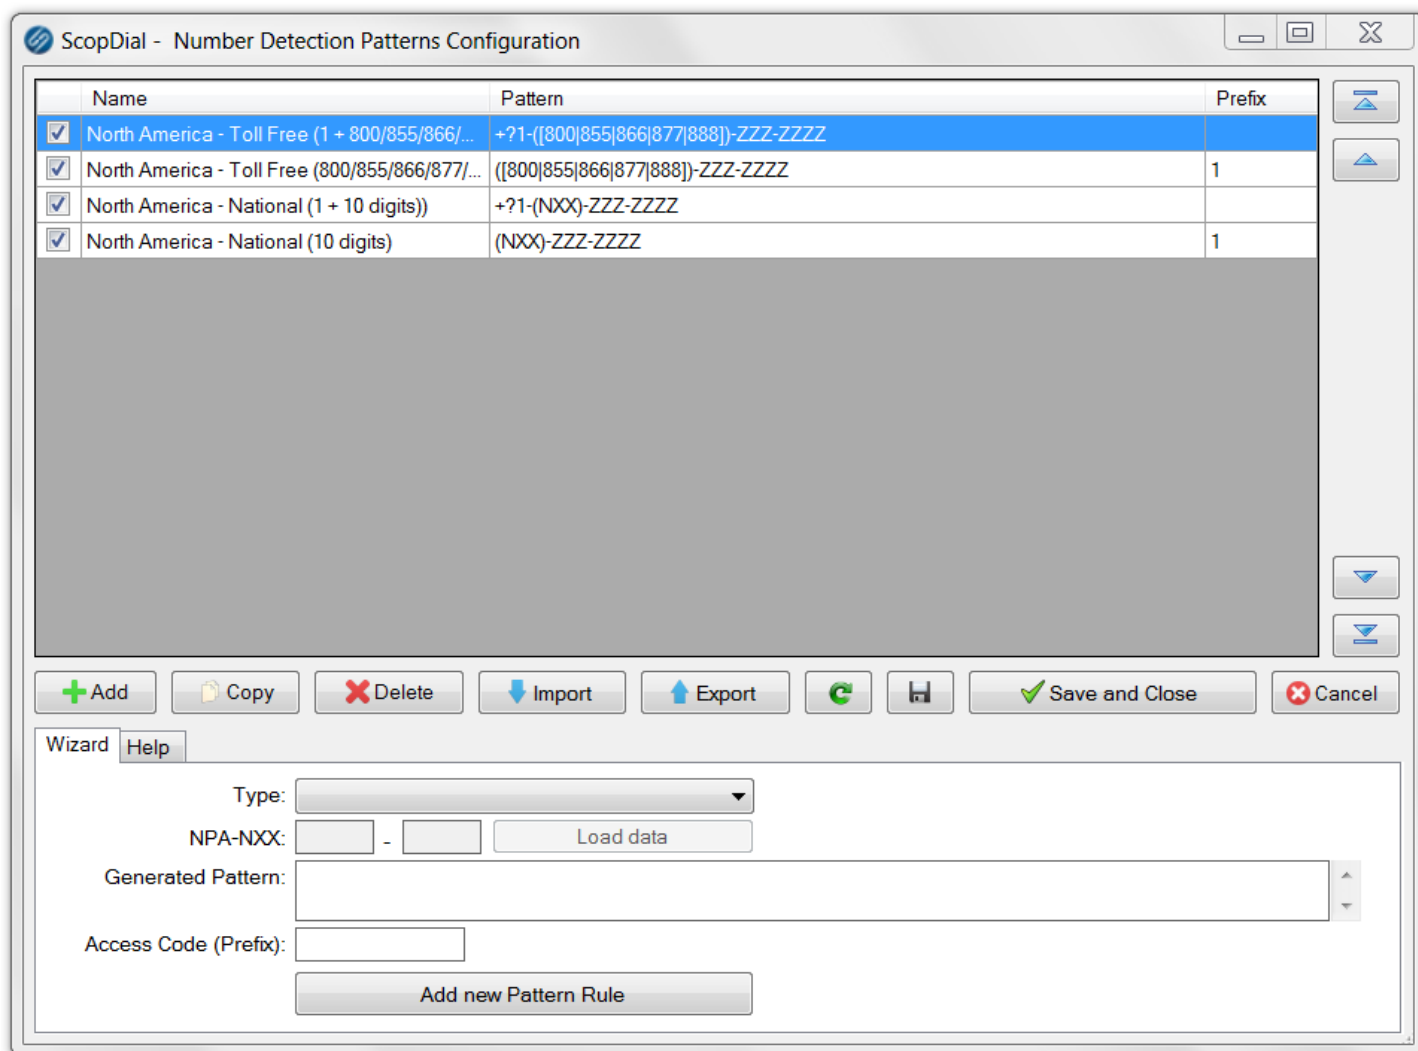 ScopDial - Number Detection Patterns Configuration
Name Pattern Prefix
North America - Toll Free (1 + 800/855/866/... +?1-([800|855|866|877|888])-ZZZ-ZZZZ
North America - Toll Free (800/855/866/877/... ([800|855|866|877|888])-ZZZ-ZZZZ 1
North America - National (1 + 10 digits)) +?1-(NXX)-ZZZ-ZZZZ
North America - National (10 digits) (NXX)-ZZZ-ZZZZ 1
Add Copy Delete Import Export Save and Close Cancel
Wizard Help
Type:
NPA-NXX: - Load data
Generated Pattern:
Access Code (Prefix):
Add new Pattern Rule